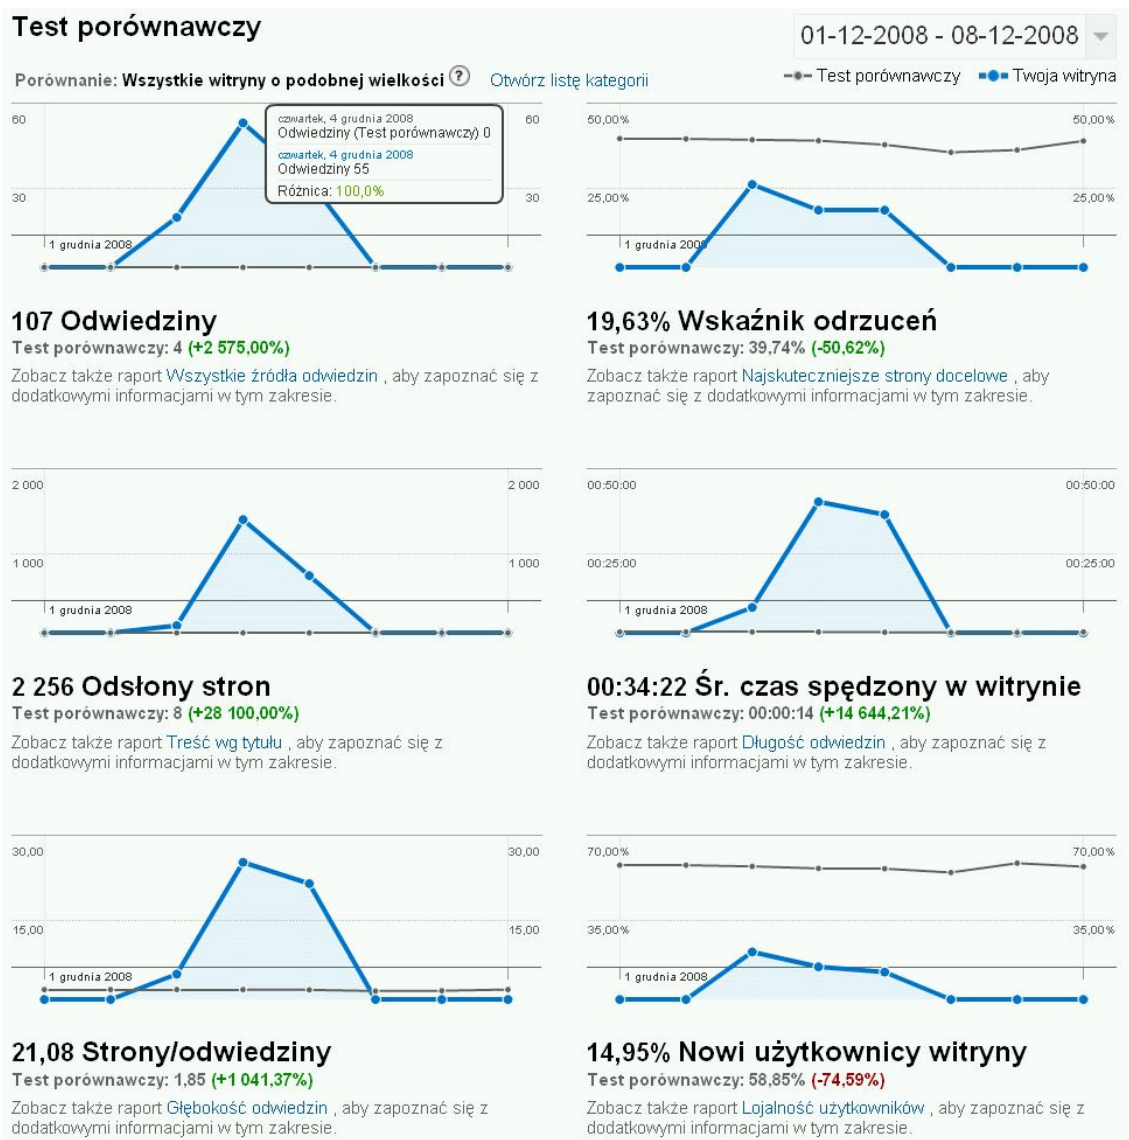 Test porównawczy
01-12-2008 - 08-12-2008
Porównanie: Wszystkie witryny o podobnej wielkości ? Otwórz listę kategorii
Test porównawczy Twoja witryna
60 60
czwartek, 4 grudnia 2008
Odwiedziny (Test porównawczy) 0
czwartek, 4 grudnia 2008
Odwiedziny 55
Różnica: 100,0%
30 30
1 grudnia 2008
50,00% 50,00%
25,00% 25,00%
1 grudnia 2008
107 Odwiedziny
Test porównawczy: 4 (+2 575,00%)
Zobacz także raport Wszystkie źródła odwiedzin , aby zapoznać się z
dodatkowymi informacjami w tym zakresie.
19,63% Wskaźnik odrzuceń
Test porównawczy: 39,74% (-50,62%)
Zobacz także raport Najskuteczniejsze strony docelowe , aby
zapoznać się z dodatkowymi informacjami w tym zakresie.
2 000 2 000
1 000 1 000
1 grudnia 2008
00:50:00 00:50:00
00:25:00 00:25:00
1 grudnia 2008
2 256 Odsłony stron
Test porównawczy: 8 (+28 100,00%)
Zobacz także raport Treść wg tytułu , aby zapoznać się z
dodatkowymi informacjami w tym zakresie.
00:34:22 Śr. czas spędzony w witrynie
Test porównawczy: 00:00:14 (+14 644,21%)
Zobacz także raport Długość odwiedzin , aby zapoznać się z
dodatkowymi informacjami w tym zakresie.
30,00 30,00
15,00 15,00
1 grudnia 2008
70,00% 70,00%
35,00% 35,00%
1 grudnia 2008
21,08 Strony/odwiedziny
Test porównawczy: 1,85 (+1 041,37%)
Zobacz także raport Głębokość odwiedzin , aby zapoznać się z
dodatkowymi informacjami w tym zakresie.
14,95% Nowi użytkownicy witryny
Test porównawczy: 58,85% (-74,59%)
Zobacz także raport Lojalność użytkowników , aby zapoznać się z
dodatkowymi informacjami w tym zakresie.